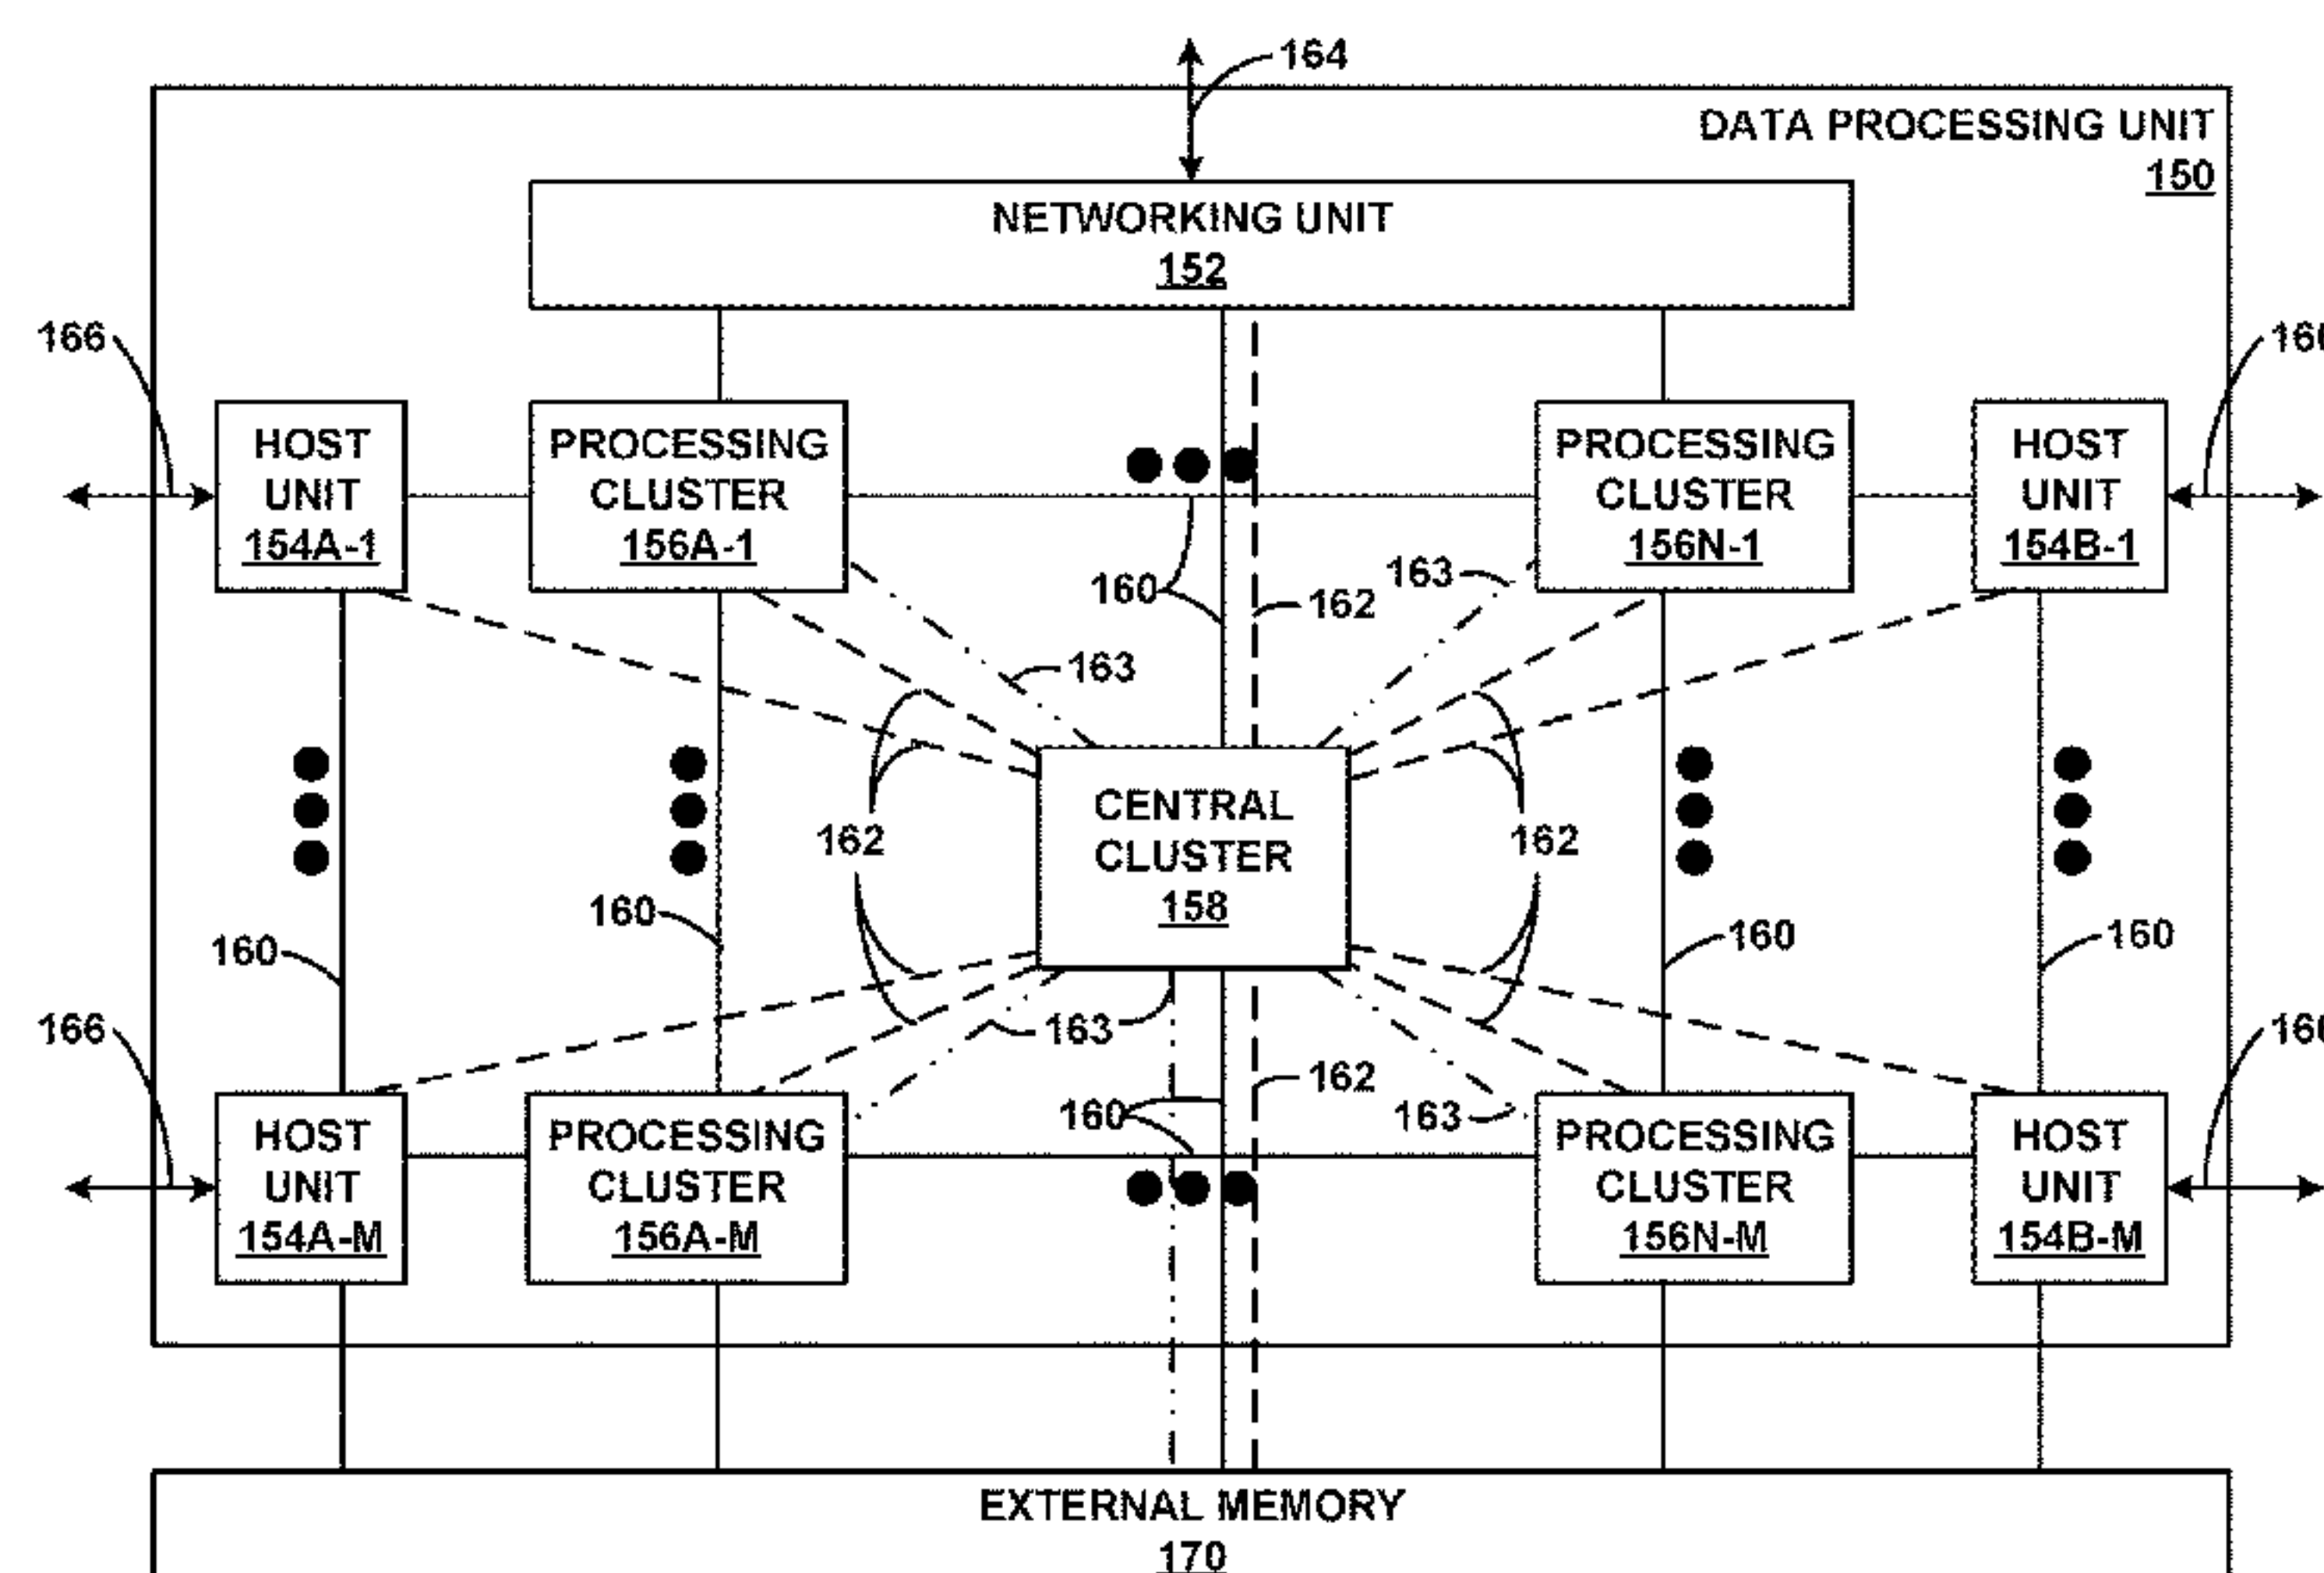 164
DATA PROCESSING UNIT
150
NETWORKING UNIT
152
166
HOST
UNIT
154A-1
PROCESSING
CLUSTER
156A-1
PROCESSING
CLUSTER
156N-1
HOST
UNIT
154B-1
160
162
163
163
CENTRAL
CLUSTER
158
162
162
160
160
160
160
166
163
162
160
163
HOST
UNIT
154A-M
PROCESSING
CLUSTER
156A-M
PROCESSING
CLUSTER
156N-M
HOST
UNIT
154B-M
EXTERNAL MEMORY
170